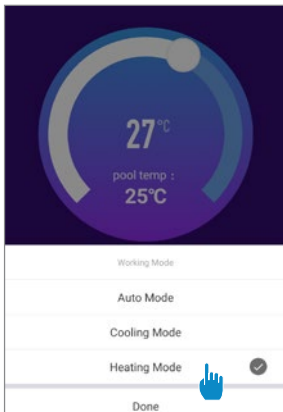 27°C
pool temp :
25°C
Working Mode
Auto Mode
Cooling Mode
Heating Mode
Done